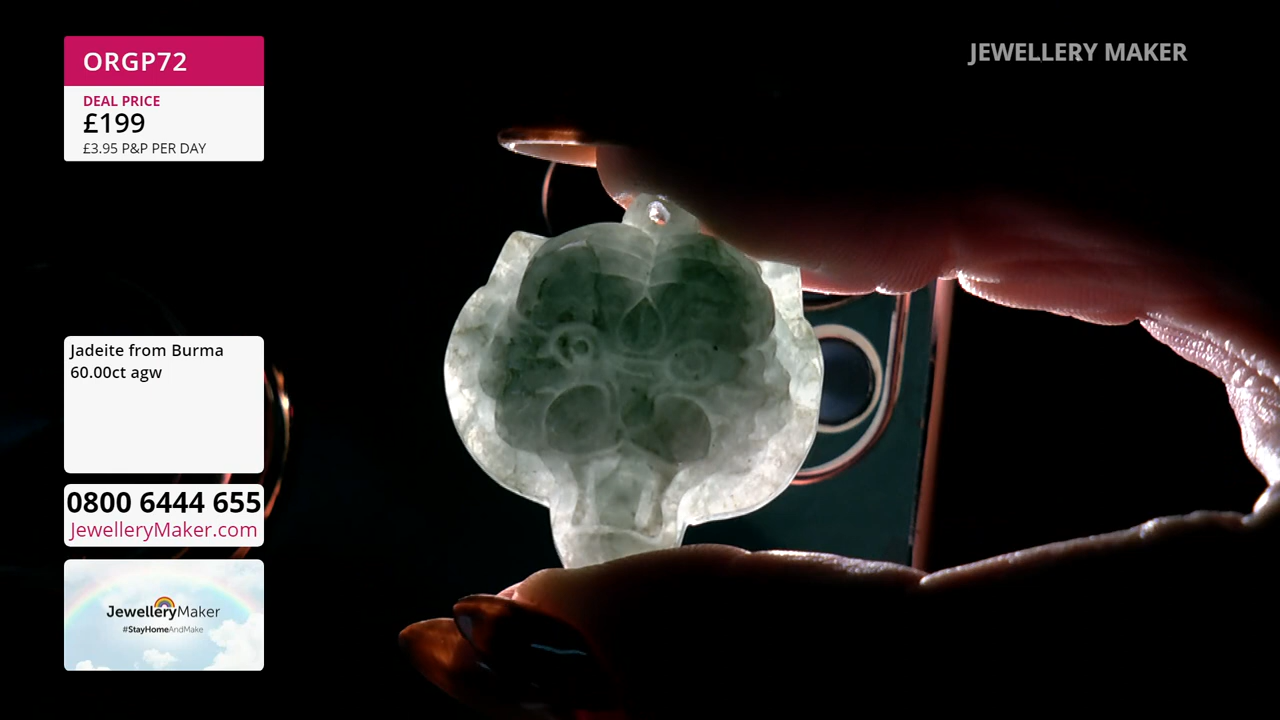 ORGP72
DEAL PRICE
£199
£3.95 P&P PER DAY
JEWELLERY MAKER
Jadeite from Burma
60.00ct agw
0800 6444 655
JewelleryMaker.com
JewelleryMaker
#StayHomeAndMake